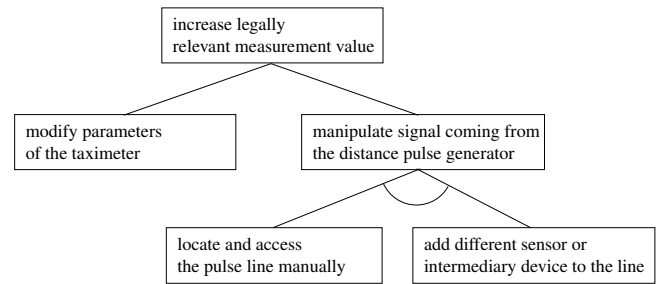 increase legally
relevant measurement value
modify parameters
of the taximeter
manipulate signal coming from
the distance pulse generator
locate and access
the pulse line manually
add different sensor or
intermediary device to the line